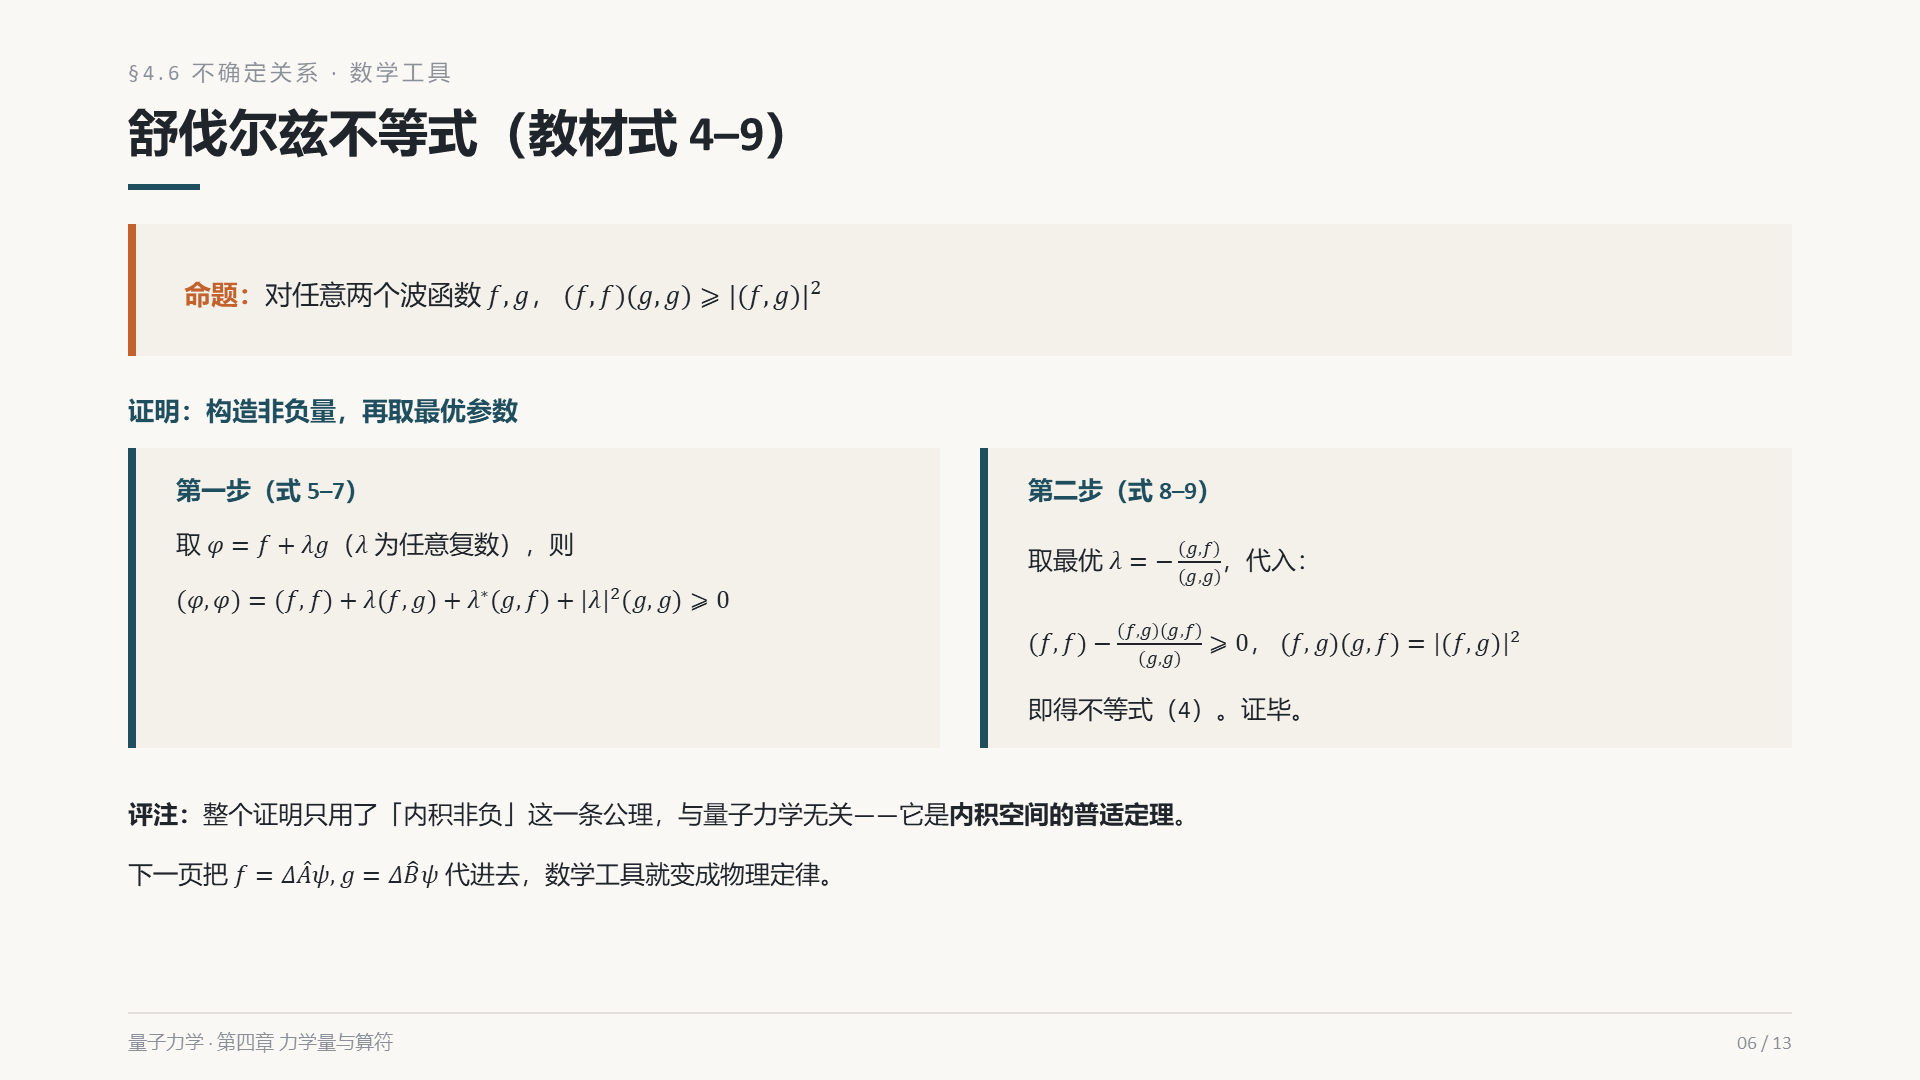 §4.6 不确定关系 · 数学工具
舒伐尔兹不等式（教材式 4–9）
命题：对任意两个波函数 f,g， (f,f)(g,g) ⩾ |(f,g)|²
证明：构造非负量，再取最优参数
第一步（式 5–7）
取 φ = f + λg（λ 为任意复数），则
(φ,φ) = (f,f) + λ(f,g) + λ*(g,f) + |λ|²(g,g) ⩾ 0
第二步（式 8–9）
取最优 λ = −(g,f)/(g,g)，代入：
(f,f) − (f,g)(g,f)/(g,g) ⩾ 0， (f,g)(g,f) = |(f,g)|²
即得不等式（4）。证毕。
评注：整个证明只用了「内积非负」这一条公理，与量子力学无关——它是内积空间的普适定理。
下一页把 f = ΔÂψ, g = ΔB̂ψ 代进去，数学工具就变成物理定律。
量子力学 · 第四章 力学量与算符
06 / 13